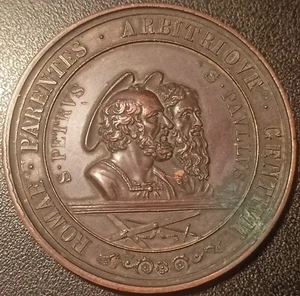 ROMAE · PARENTES · ARBITRIQVE · GENTIVM
S · PETRVS
S · PAVLLVS